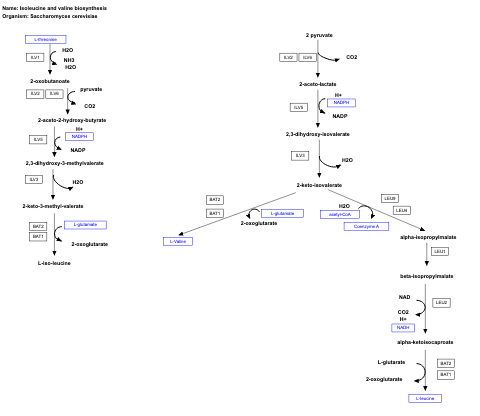 Name: Isoleucine and valine biosynthesis
Organism: Saccharomyces cerevisiae
L-threonine
ILV1
H2O
NH3
H2O
2-oxobutanoate
ILV2 ILV6
pyruvate
CO2
2-aceto-2-hydroxy-butyrate
ILV5
H+
NADPH
NADP
2,3-dihydroxy-3-methylvalerate
ILV3
H2O
2-keto-3-methyl-valerate
BAT2
BAT1
L-glutamate
2-oxoglutarate
L-iso-leucine
2 pyruvate
ILV2 ILV6
CO2
2-aceto-lactate
ILV5
H+
NADPH
NADP
2,3-dihydroxy-isovalerate
ILV3
H2O
2-keto-isovalerate
BAT2
BAT1
L-glutamate
2-oxoglutarate
L-Valine
H2O
acetyl-CoA
Coenzyme A
LEU9
LEU4
alpha-isopropylmalate
LEU1
beta-isopropylmalate
NAD
LEU2
CO2
H+
NADH
alpha-ketoisocaproate
L-glutarate
2-oxoglutarate
BAT2
BAT1
L-leucine